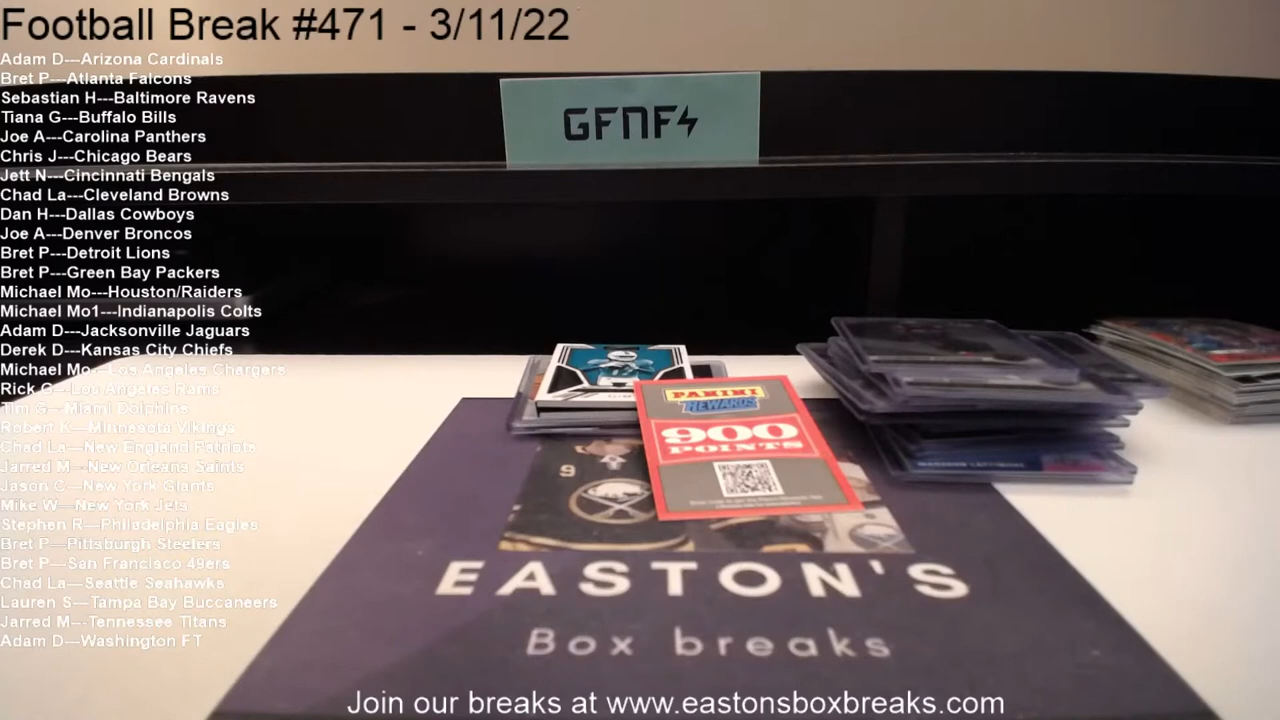 Football Break #471 - 3/11/22
Adam D---Arizona Cardinals
Bret P---Atlanta Falcons
Sebastian H---Baltimore Ravens
Tiana G---Buffalo Bills
Joe A---Carolina Panthers
Chris J---Chicago Bears
Jett N---Cincinnati Bengals
Chad La---Cleveland Browns
Dan H---Dallas Cowboys
Joe A---Denver Broncos
Bret P---Detroit Lions
Bret P---Green Bay Packers
Michael Mo---Houston/Raiders
Michael Mo1---Indianapolis Colts
Adam D---Jacksonville Jaguars
Derek D---Kansas City Chiefs
Michael Mo---Los Angeles Chargers
Rick G---Los Angeles Rams
Tim G---Miami Dolphins
Robert K---Minnesota Vikings
Chad La---New England Patriots
Jarred M---New Orleans Saints
Jason C---New York Giants
Mike W---New York Jets
Stephen R---Philadelphia Eagles
Bret P---Pittsburgh Steelers
Bret P---San Francisco 49ers
Chad La---Seattle Seahawks
Lauren S---Tampa Bay Buccaneers
Jarred M---Tennessee Titans
Adam D---Washington FT
GFNF
PANINI
REWARDS
900
POINTS
9
EASTON'S
Box breaks
Join our breaks at www.eastonsboxbreaks.com